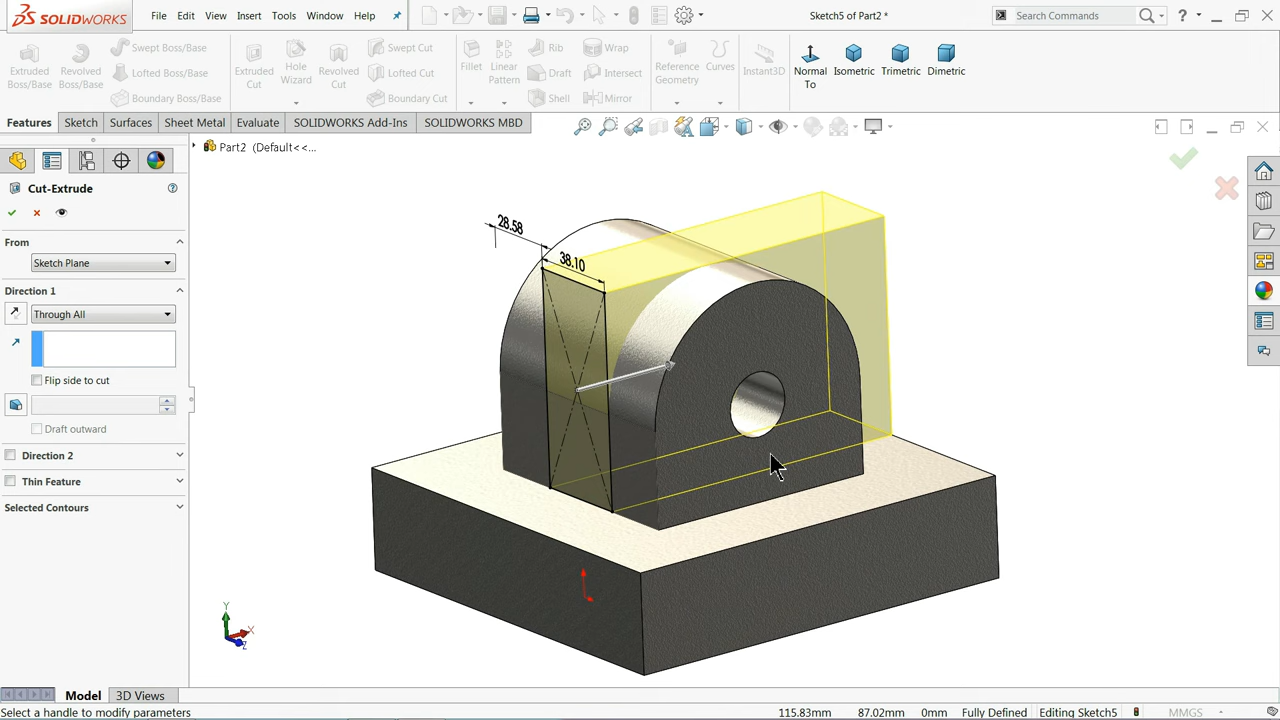 SOLIDWORKS File Edit View Insert Tools Window Help Sketch5 of Part2 * Search Commands ?
Extruded Boss/Base
Revolved Boss/Base
Swept Boss/Base
Lofted Boss/Base
Boundary Boss/Base
Extruded Cut
Hole Wizard
Revolved Cut
Swept Cut
Lofted Cut
Boundary Cut
Fillet
Linear Pattern
Rib
Draft
Shell
Wrap
Intersect
Mirror
Reference Geometry
Curves
Instant3D
Normal To
Isometric
Trimetric
Dimetric
Features Sketch Surfaces Sheet Metal Evaluate SOLIDWORKS Add-Ins SOLIDWORKS MBD
Part2 (Default<<...
Cut-Extrude
From
Sketch Plane
Direction 1
Through All
Flip side to cut
Draft outward
Direction 2
Thin Feature
Selected Contours
28.58
38.10
Y
X
Z
Model 3D Views
Select a handle to modify parameters 115.83mm 87.02mm 0mm Fully Defined Editing Sketch5 MMGS